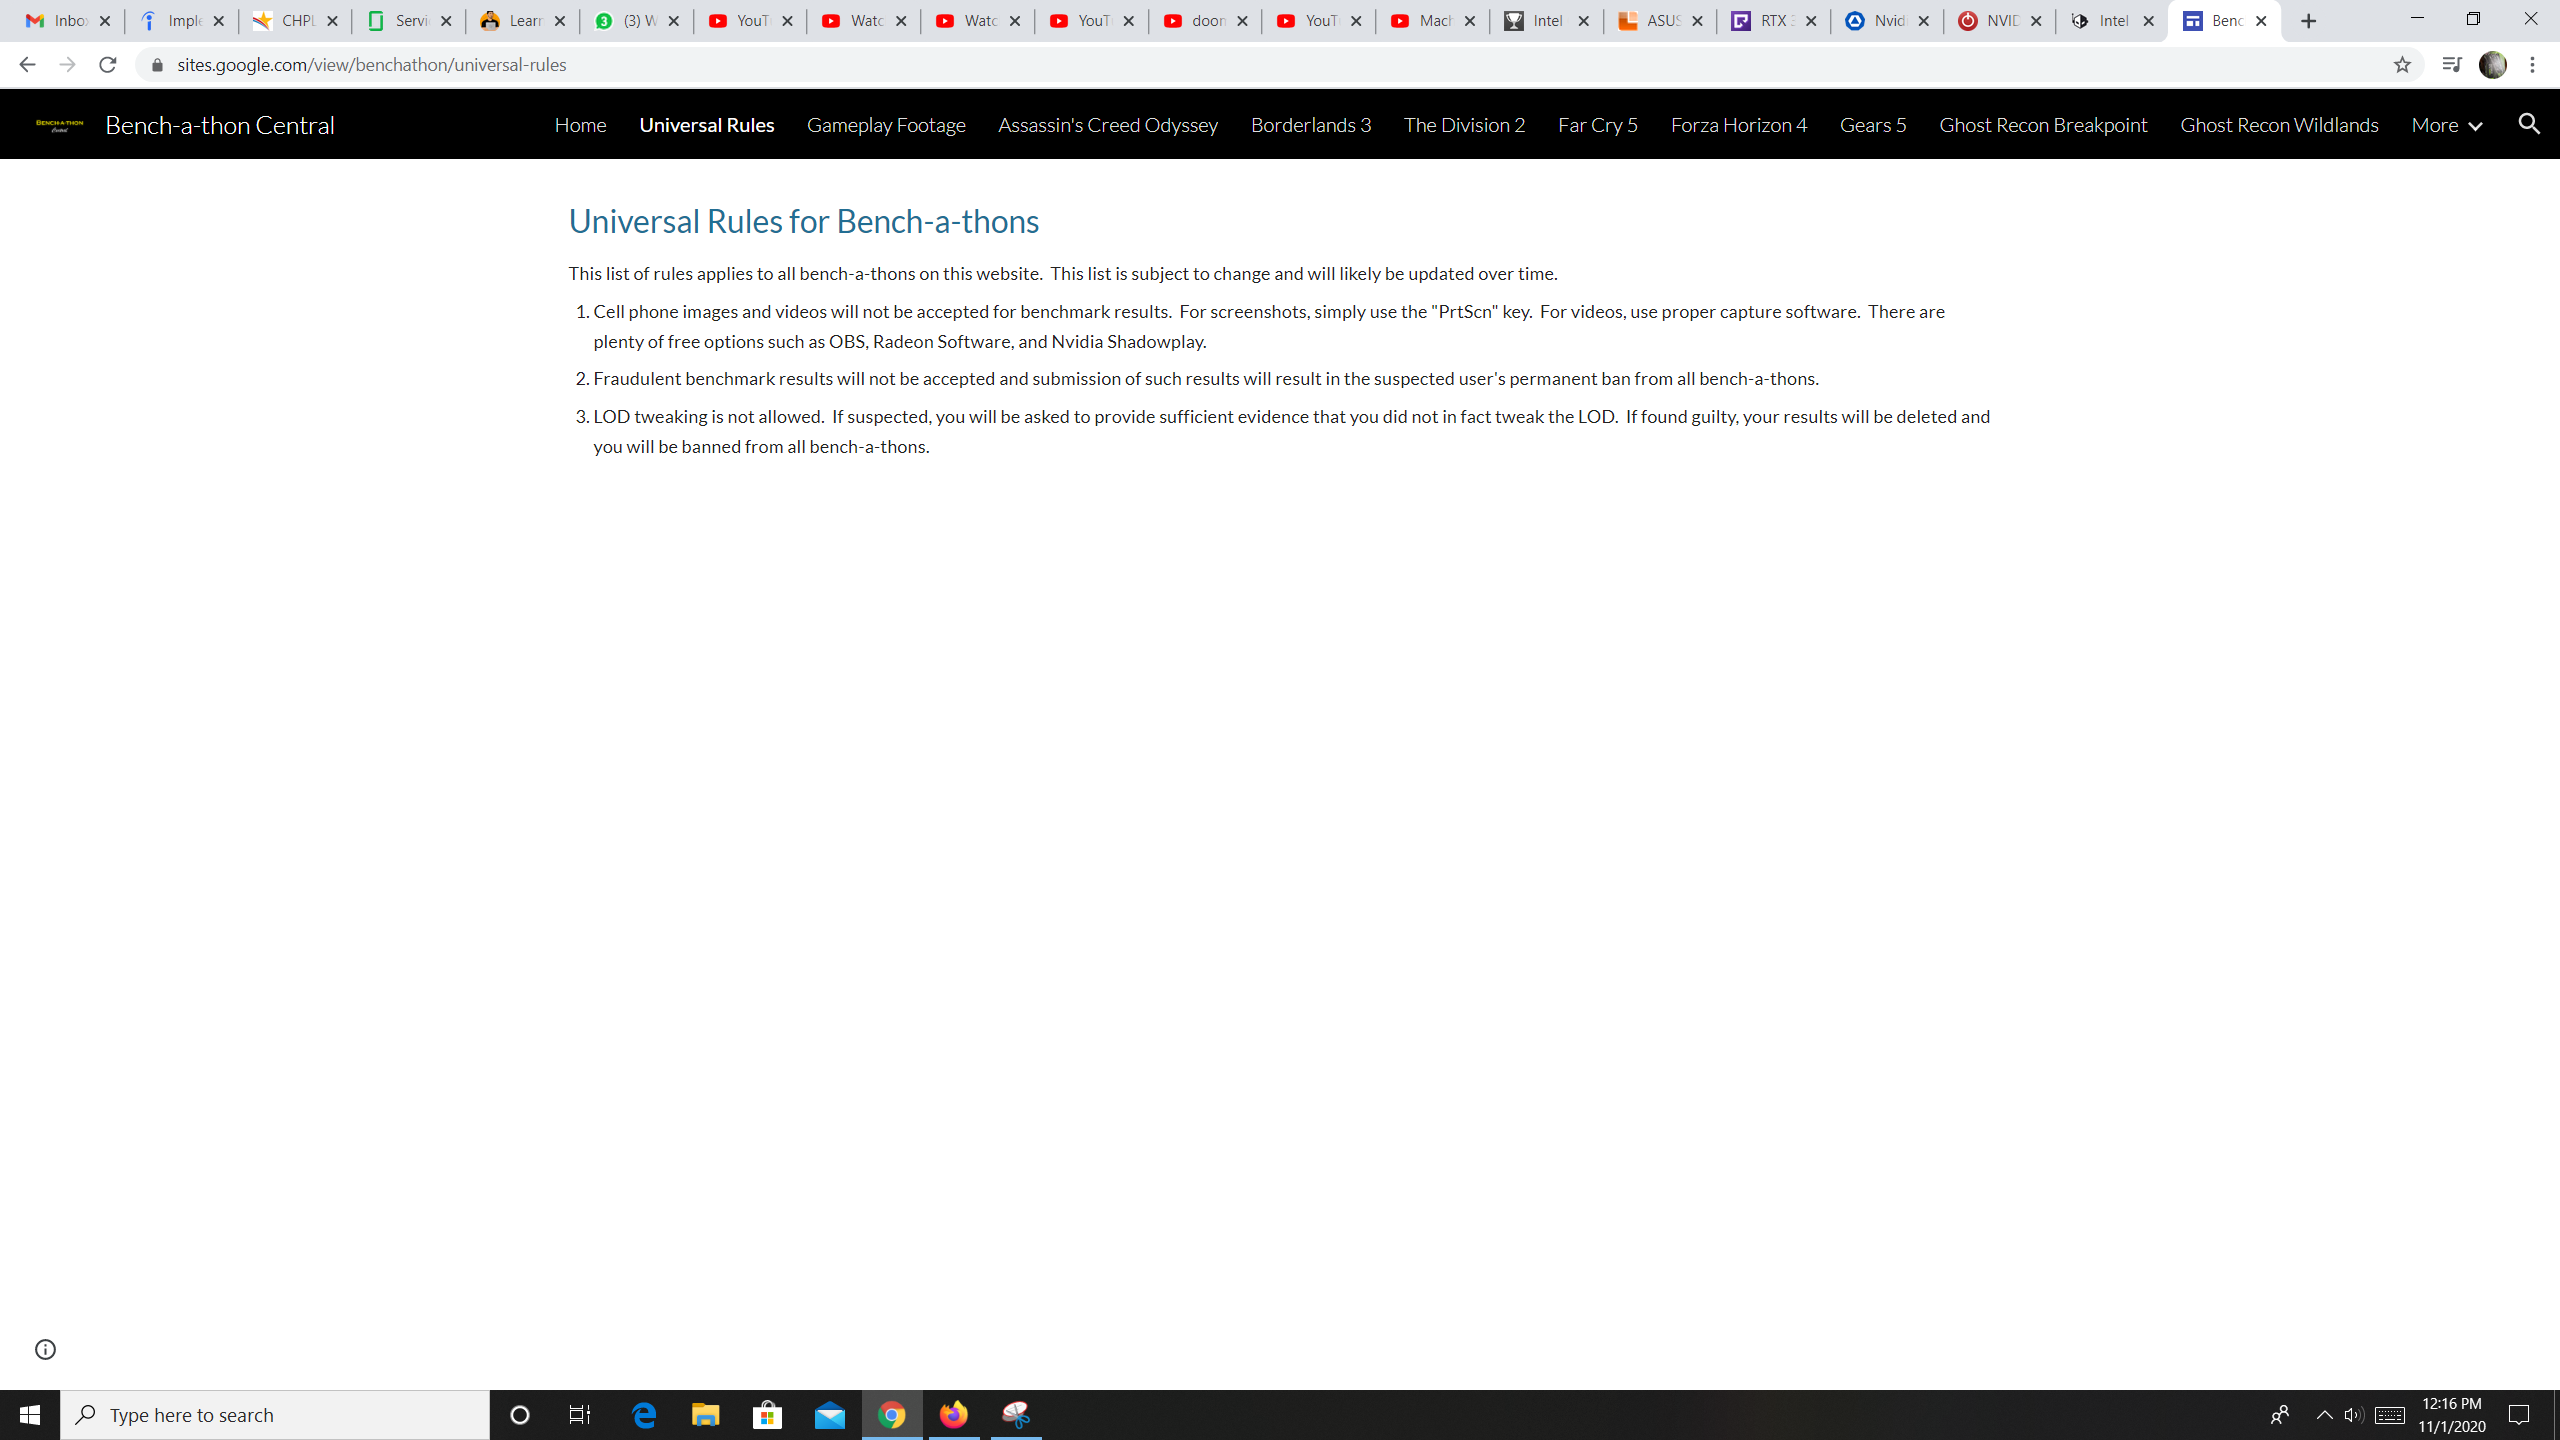 Inbo
Imple
CHPL
Servi
Learn
(3) W
YouT
Watc
Watc
YouT
doom
YouT
Mach
Intel
ASUS
RTX 3
Nvidi
NVID
Intel
Benc
sites.google.com/view/benchathon/universal-rules
BENCH-A-THON
Central
Bench-a-thon Central
Home
Universal Rules
Gameplay Footage
Assassin's Creed Odyssey
Borderlands 3
The Division 2
Far Cry 5
Forza Horizon 4
Gears 5
Ghost Recon Breakpoint
Ghost Recon Wildlands
More
Universal Rules for Bench-a-thons
This list of rules applies to all bench-a-thons on this website. This list is subject to change and will likely be updated over time.
1. Cell phone images and videos will not be accepted for benchmark results. For screenshots, simply use the "PrtScn" key. For videos, use proper capture software. There are
plenty of free options such as OBS, Radeon Software, and Nvidia Shadowplay.
2. Fraudulent benchmark results will not be accepted and submission of such results will result in the suspected user's permanent ban from all bench-a-thons.
3. LOD tweaking is not allowed. If suspected, you will be asked to provide sufficient evidence that you did not in fact tweak the LOD. If found guilty, your results will be deleted and
you will be banned from all bench-a-thons.
Type here to search
12:16 PM
11/1/2020